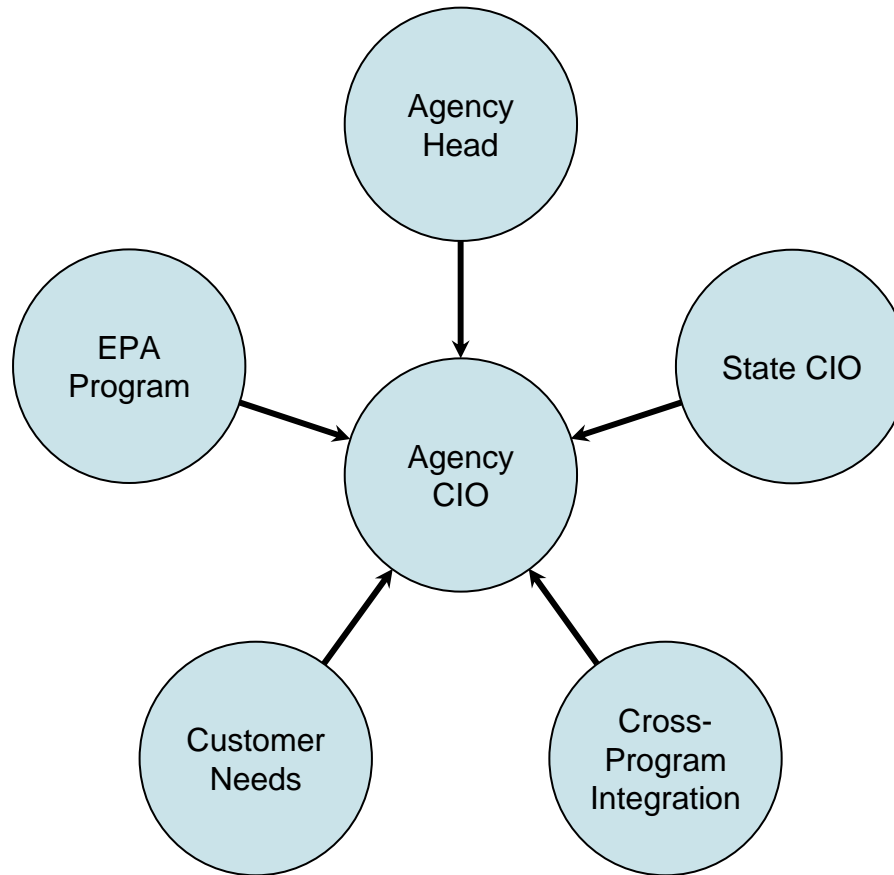 Agency
Head
EPA
Program
State CIO
Agency
CIO
Customer
Needs
Cross-
Program
Integration